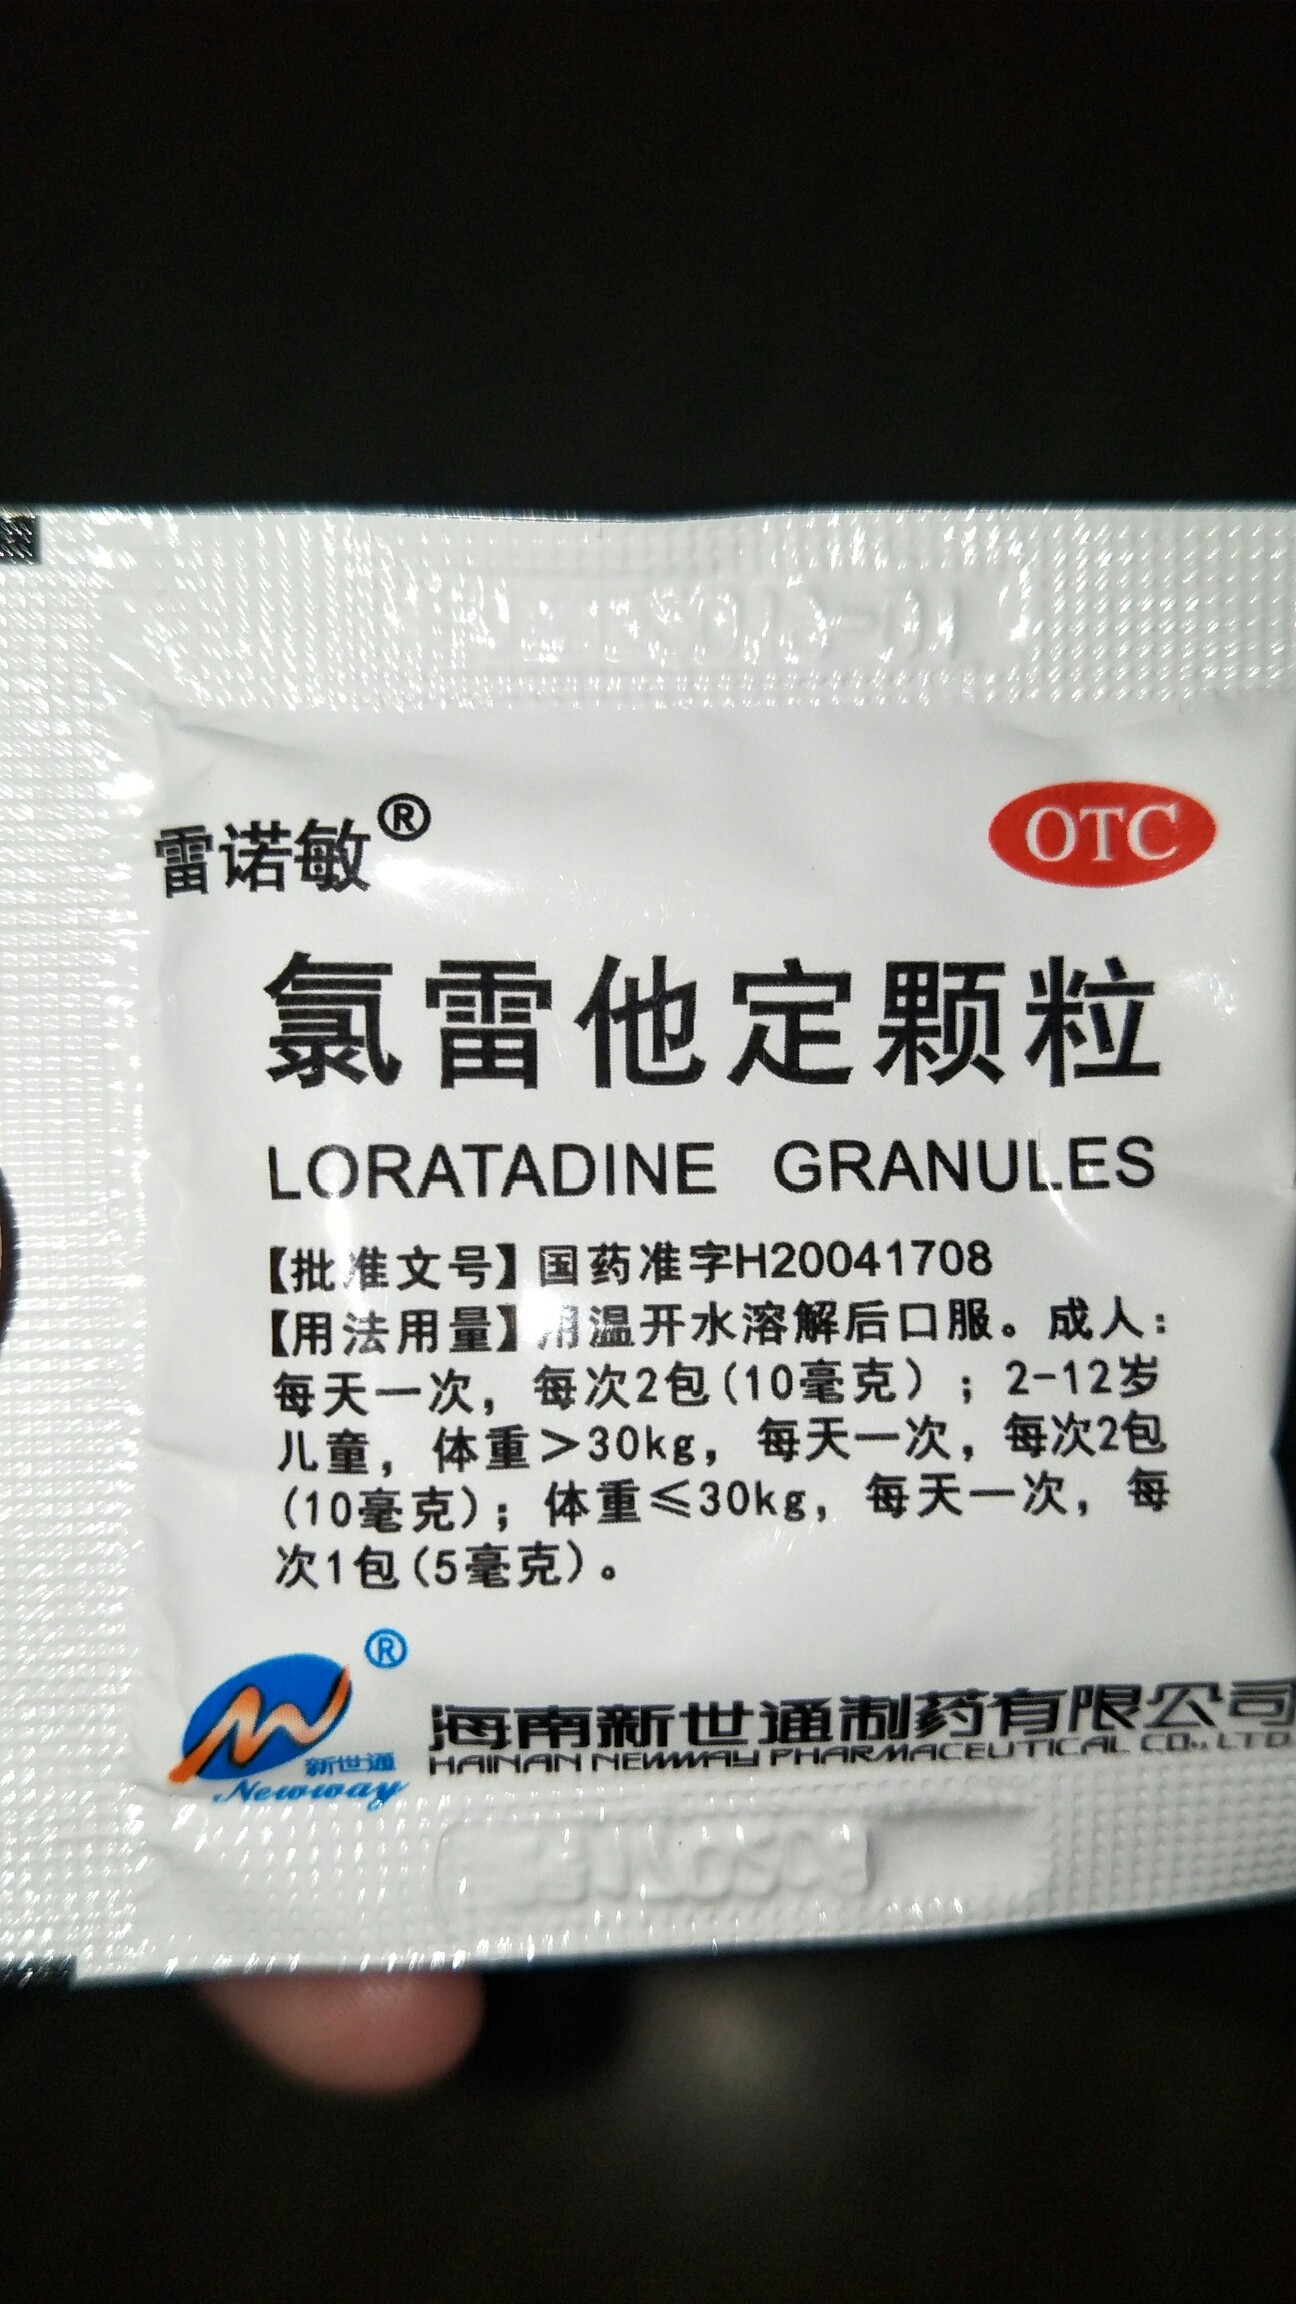 雷诺敏®
OTC
氯雷他定颗粒
LORATADINE GRANULES
【批准文号】国药准字H20041708
【用法用量】用温开水溶解后口服。成人：
每天一次，每次2包(10毫克)；2-12岁
儿童，体重>30kg，每天一次，每次2包
(10毫克)；体重≤30kg，每天一次，每
次1包(5毫克)。
®
新世通
Newway
海南新世通制药有限公司
HAINAN NEWWAY PHARMACEUTICAL CO., LTD.